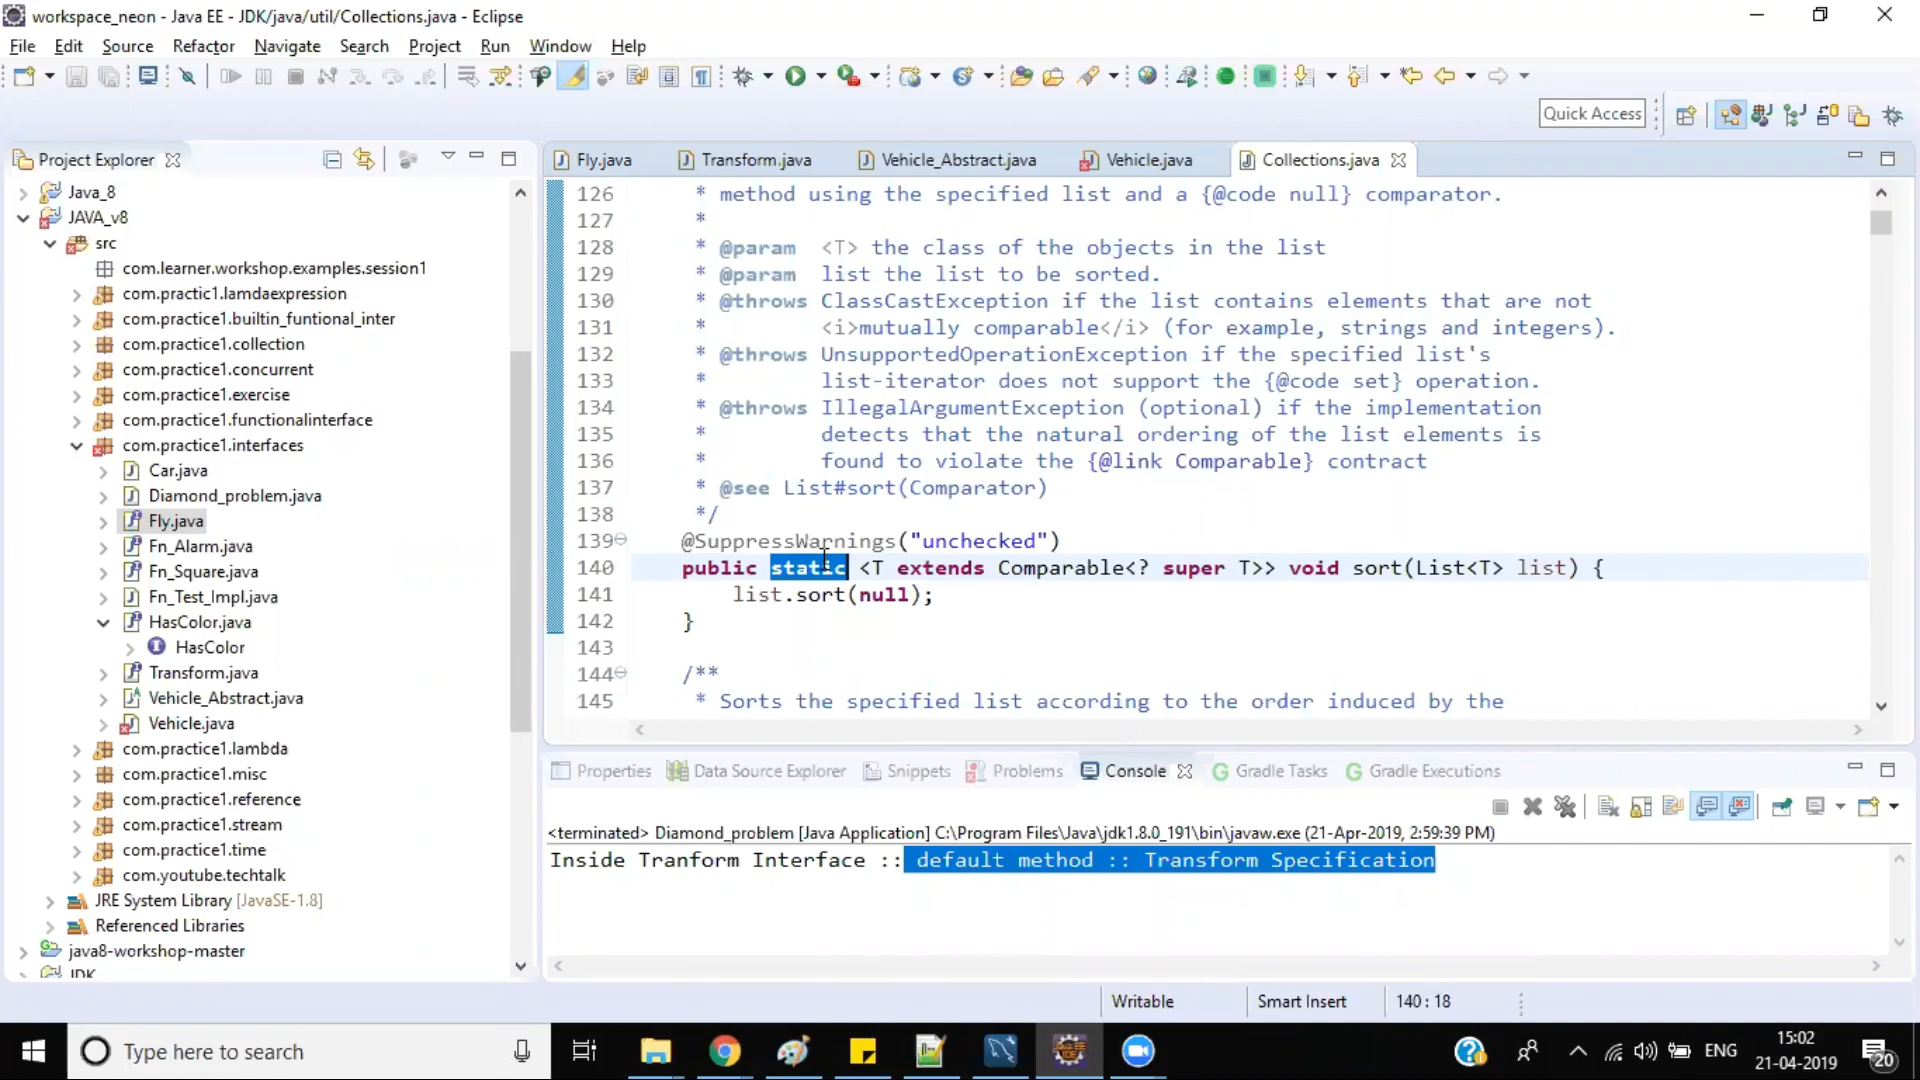 workspace_neon - Java EE - JDK/java/util/Collections.java - Eclipse
File Edit Source Refactor Navigate Search Project Run Window Help
Quick Access
Project Explorer
Java_8
JAVA_v8
src
com.learner.workshop.examples.session1
com.practic1.lamdaexpression
com.practice1.builtin_funtional_inter
com.practice1.collection
com.practice1.concurrent
com.practice1.exercise
com.practice1.functionalinterface
com.practice1.interfaces
Car.java
Diamond_problem.java
Fly.java
Fn_Alarm.java
Fn_Square.java
Fn_Test_Impl.java
HasColor.java
HasColor
Transform.java
Vehicle_Abstract.java
Vehicle.java
com.practice1.lambda
com.practice1.misc
com.practice1.reference
com.practice1.stream
com.practice1.time
com.youtube.techtalk
JRE System Library [JavaSE-1.8]
Referenced Libraries
java8-workshop-master
JDK
Fly.java Transform.java Vehicle_Abstract.java Vehicle.java Collections.java
126 * method using the specified list and a {@code null} comparator.
127 *
128 * @param <T> the class of the objects in the list
129 * @param list the list to be sorted.
130 * @throws ClassCastException if the list contains elements that are not
131 * <i>mutually comparable</i> (for example, strings and integers).
132 * @throws UnsupportedOperationException if the specified list's
133 * list-iterator does not support the {@code set} operation.
134 * @throws IllegalArgumentException (optional) if the implementation
135 * detects that the natural ordering of the list elements is
136 * found to violate the {@link Comparable} contract
137 * @see List#sort(Comparator)
138 */
139 @SuppressWarnings("unchecked")
140 public static <T extends Comparable<? super T>> void sort(List<T> list) {
141 list.sort(null);
142 }
143
144 /**
145 * Sorts the specified list according to the order induced by the
Properties Data Source Explorer Snippets Problems Console Gradle Tasks Gradle Executions
<terminated> Diamond_problem [Java Application] C:\Program Files\Java\jdk1.8.0_191\bin\javaw.exe (21-Apr-2019, 2:59:39 PM)
Inside Tranform Interface :: default method :: Transform Specification
Writable Smart Insert 140 : 18
Type here to search
ENG
15:02
21-04-2019
20